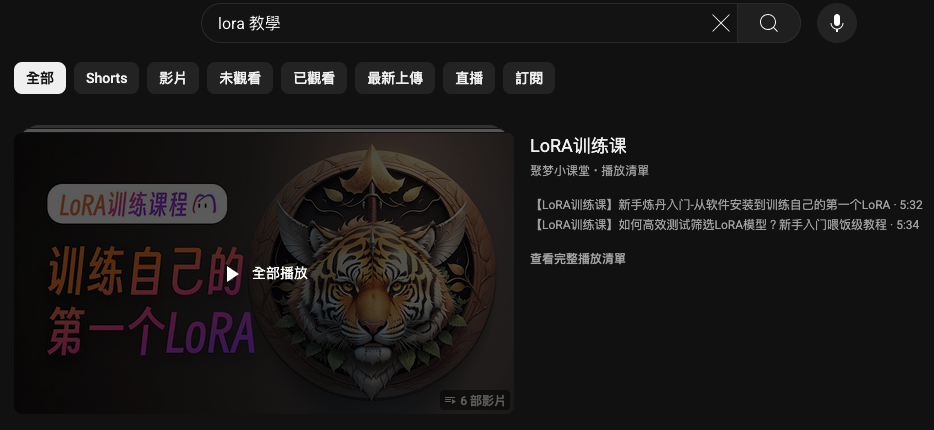 lora 教學
全部 Shorts 影片 未觀看 已觀看 最新上傳 直播 訂閱
LoRA训练课程
训练自己的
第一个LoRA
全部播放
6 部影片
LoRA训练课
聚梦小课堂 · 播放清單
【LoRA训练课】新手炼丹入门-从软件安装到训练自己的第一个LoRA · 5:32
【LoRA训练课】如何高效测试筛选LoRA模型？新手入门喂饭级教程 · 5:34
查看完整播放清單